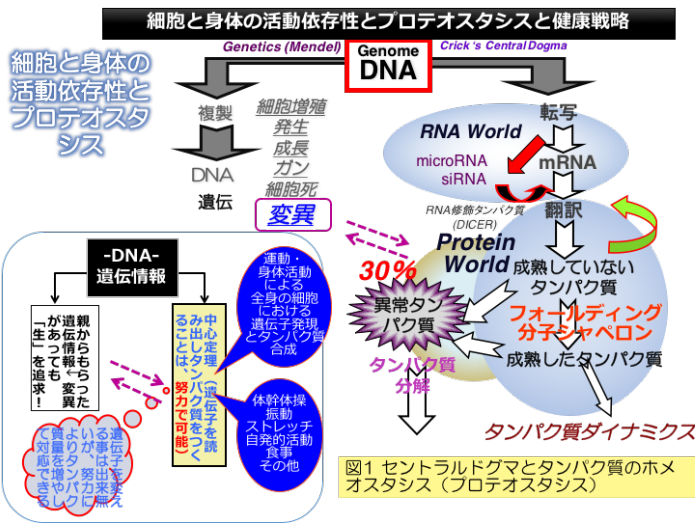 細胞と身体の活動依存性とプロテオスタシスと健康戦略
Genetics (Mendel)
Genome
DNA
Crick‘s Central Dogma
細胞と身体の
活動依存性と
プロテオスタ
シス
複製
DNA
遺伝
細胞増殖
発生
成長
ガン
細胞死
変異
転写
RNA World
microRNA
siRNA
mRNA
RNA修飾タンパク質
(DICER)
翻訳
Protein
World
30%
異常タン
パク質
タンパク質
分解
成熟していない
タンパク質
フォールディング
分子シャペロン
成熟したタンパク質
タンパク質ダイナミクス
図1 セントラルドグマとタンパク質のホメ
オスタシス（プロテオスタシス）
-DNA-
遺伝情報
親からもらった
遺伝情報←変異
があっても
「生」を追求！
中心定理、（遺伝子を読
み出しタンパク質をつく
ることは、努力で可能）
運動・
身体活動
による
全身の細胞
における
遺伝子発現
とタンパク質
合成
体幹体操
振動
ストレッチ
自発的活動
食事
その他
遺伝子を変え
る事は出来無
いが、努力に
よりタンパク
質量を増やし
て対応できる